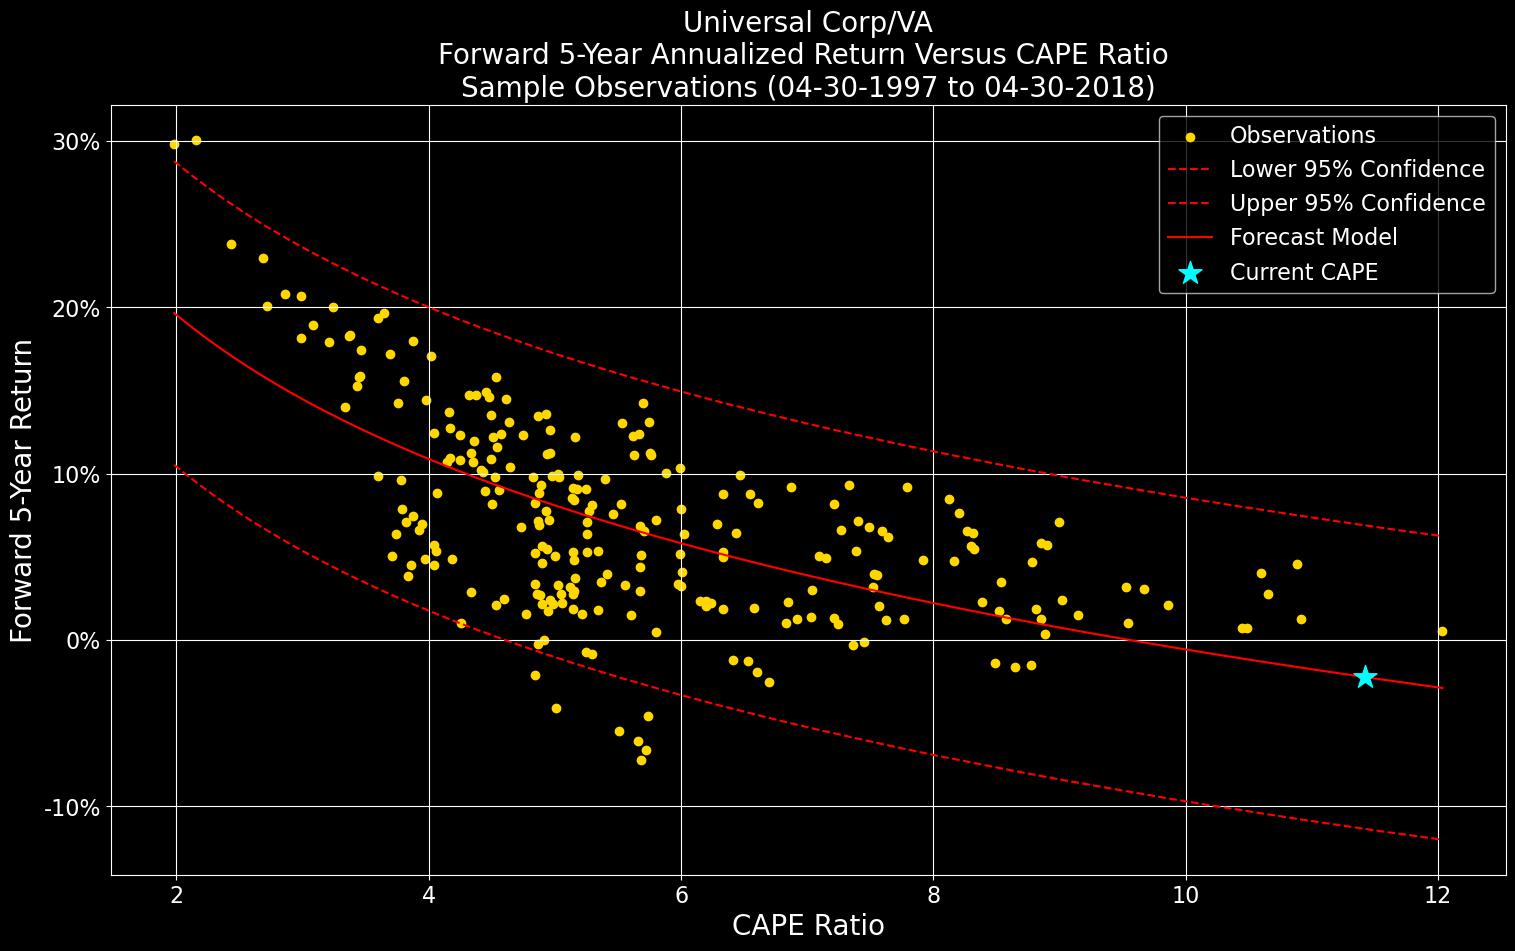 Universal Corp/VA
Forward 5-Year Annualized Return Versus CAPE Ratio
Sample Observations (04-30-1997 to 04-30-2018)
Observations
Lower 95% Confidence
Upper 95% Confidence
Forecast Model
Current CAPE
Forward 5-Year Return
30%
20%
10%
0%
-10%
2 4 6 8 10 12
CAPE Ratio